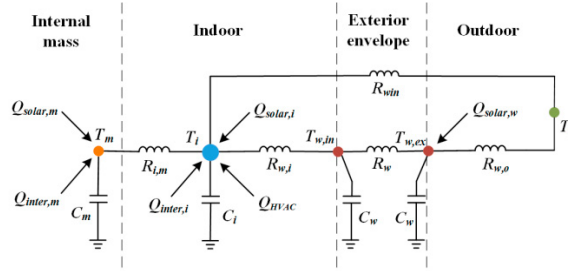 Internal
mass
Indoor
Exterior
envelope
Outdoor
Q_solar,m
T_m
R_i,m
Q_inter,m
C_m
T_i
Q_solar,i
R_w,i
Q_inter,i
C_i
Q_HVAC
R_win
T_w,in
R_w
T_w,ex
C_w
C_w
Q_solar,w
R_w,o
T